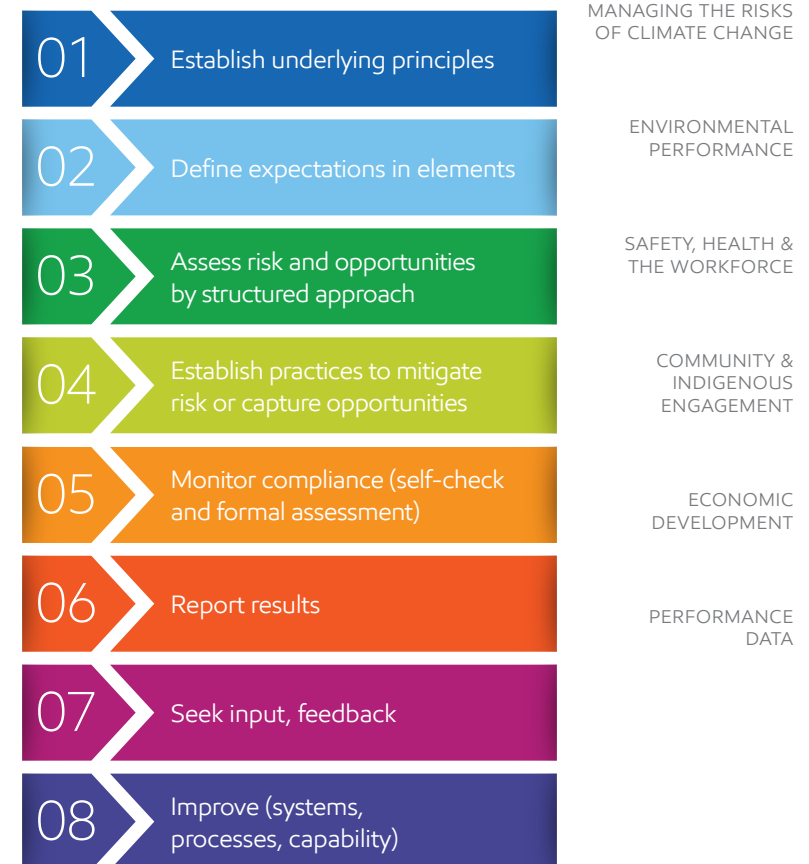 01
Establish underlying principles
02
Define expectations in elements
03
Assess risk and opportunities
by structured approach
04
Establish practices to mitigate
risk or capture opportunities
05
Monitor compliance (self-check
and formal assessment)
06
Report results
07
Seek input, feedback
08
Improve (systems,
processes, capability)
MANAGING THE RISKS
OF CLIMATE CHANGE
ENVIRONMENTAL
PERFORMANCE
SAFETY, HEALTH &
THE WORKFORCE
COMMUNITY &
INDIGENOUS
ENGAGEMENT
ECONOMIC
DEVELOPMENT
PERFORMANCE
DATA